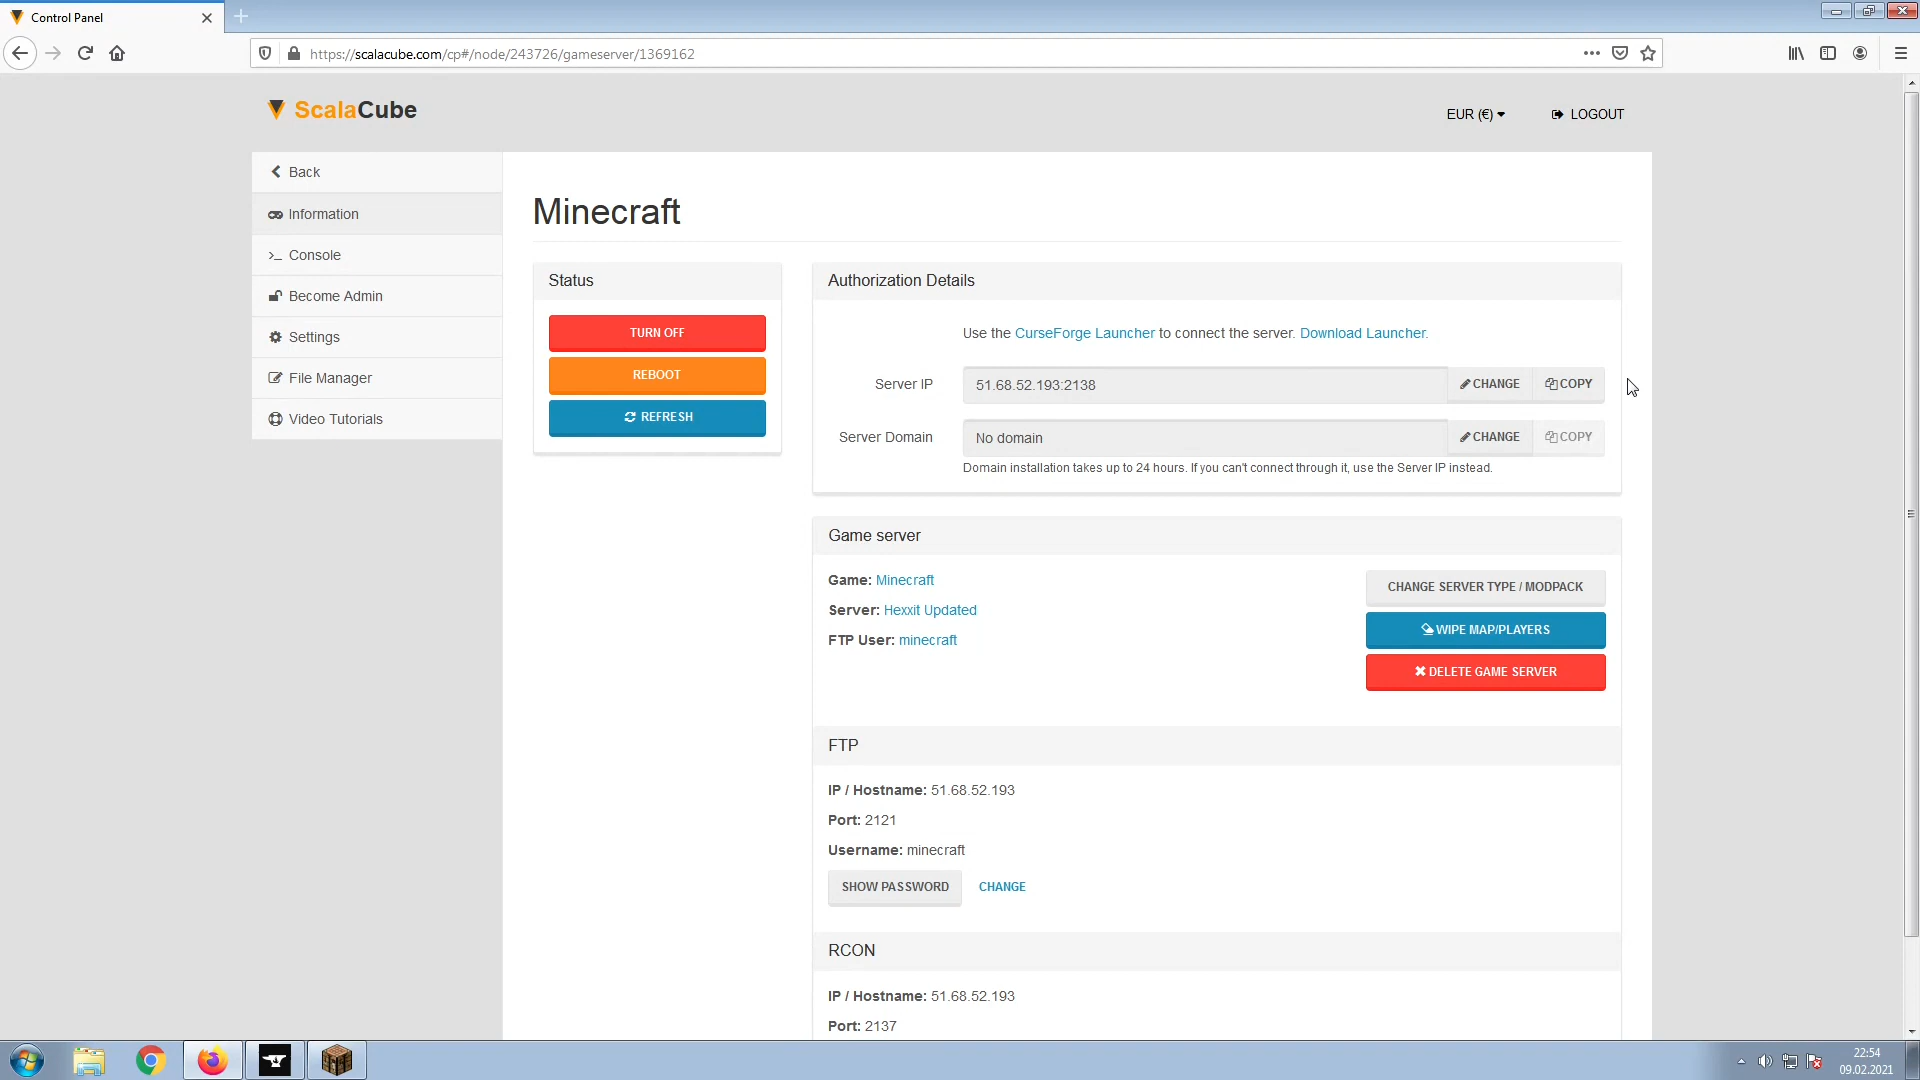 Control Panel
https://scalacube.com/cp#/node/243726/gameserver/1369162
ScalaCube
EUR (€)
LOGOUT
Back
Information
Console
Become Admin
Settings
File Manager
Video Tutorials
Minecraft
Status
TURN OFF
REBOOT
REFRESH
Authorization Details
Use the CurseForge Launcher to connect the server. Download Launcher.
Server IP
51.68.52.193:2138
CHANGE
COPY
Server Domain
No domain
CHANGE
COPY
Domain installation takes up to 24 hours. If you can't connect through it, use the Server IP instead.
Game server
Game: Minecraft
Server: Hexxit Updated
FTP User: minecraft
CHANGE SERVER TYPE / MODPACK
WIPE MAP/PLAYERS
DELETE GAME SERVER
FTP
IP / Hostname: 51.68.52.193
Port: 2121
Username: minecraft
SHOW PASSWORD
CHANGE
RCON
IP / Hostname: 51.68.52.193
Port: 2137
22:54
09.02.2021